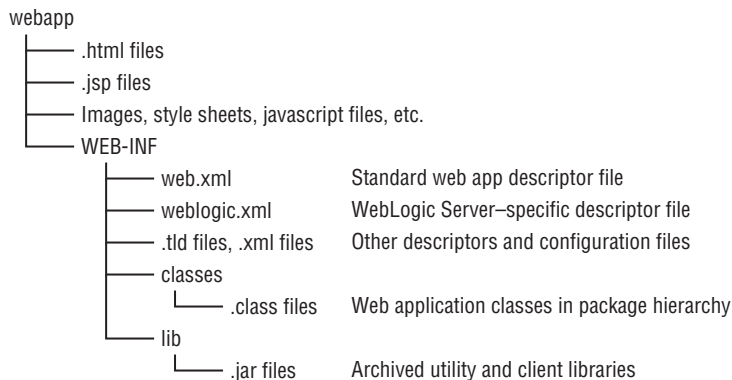 webapp
.html files
.jsp files
Images, style sheets, javascript files, etc.
WEB-INF
web.xml Standard web app descriptor file
weblogic.xml WebLogic Server–specific descriptor file
.tld files, .xml files Other descriptors and configuration files
classes
.class files Web application classes in package hierarchy
lib
.jar files Archived utility and client libraries